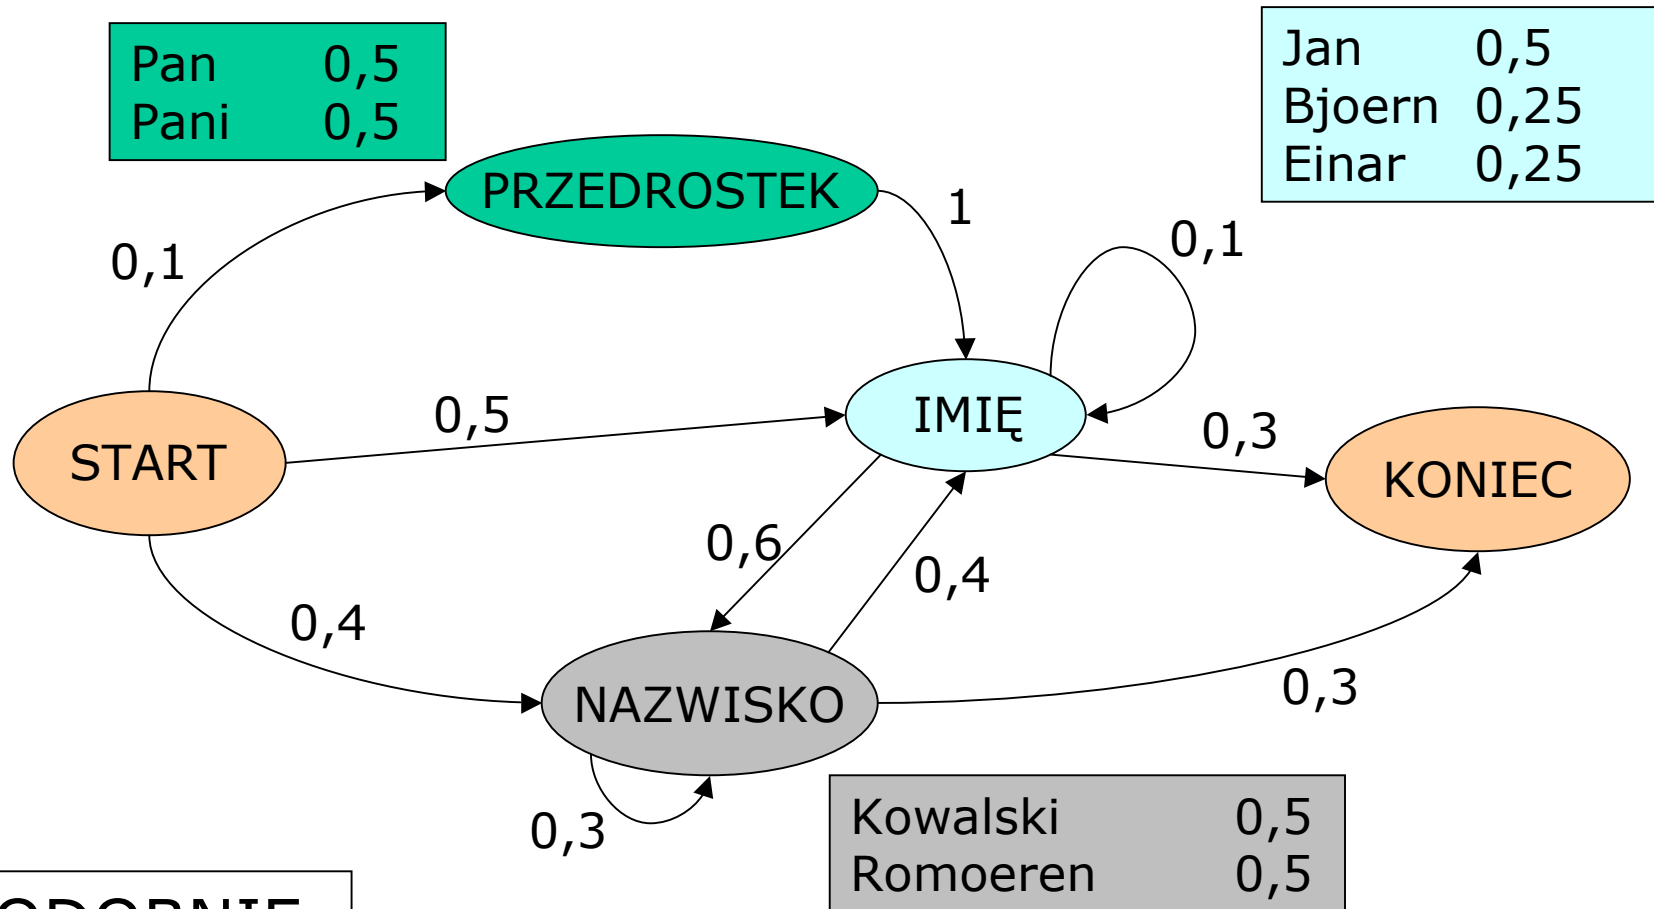 Pan 0,5
Pani 0,5
Jan 0,5
Bjoern 0,25
Einar 0,25
PRZEDROSTEK
1
0,1
0,1
START
0,5
IMIĘ
0,3
KONIEC
0,6
0,4
0,4
NAZWISKO
0,3
0,3
Kowalski 0,5
Romoeren 0,5